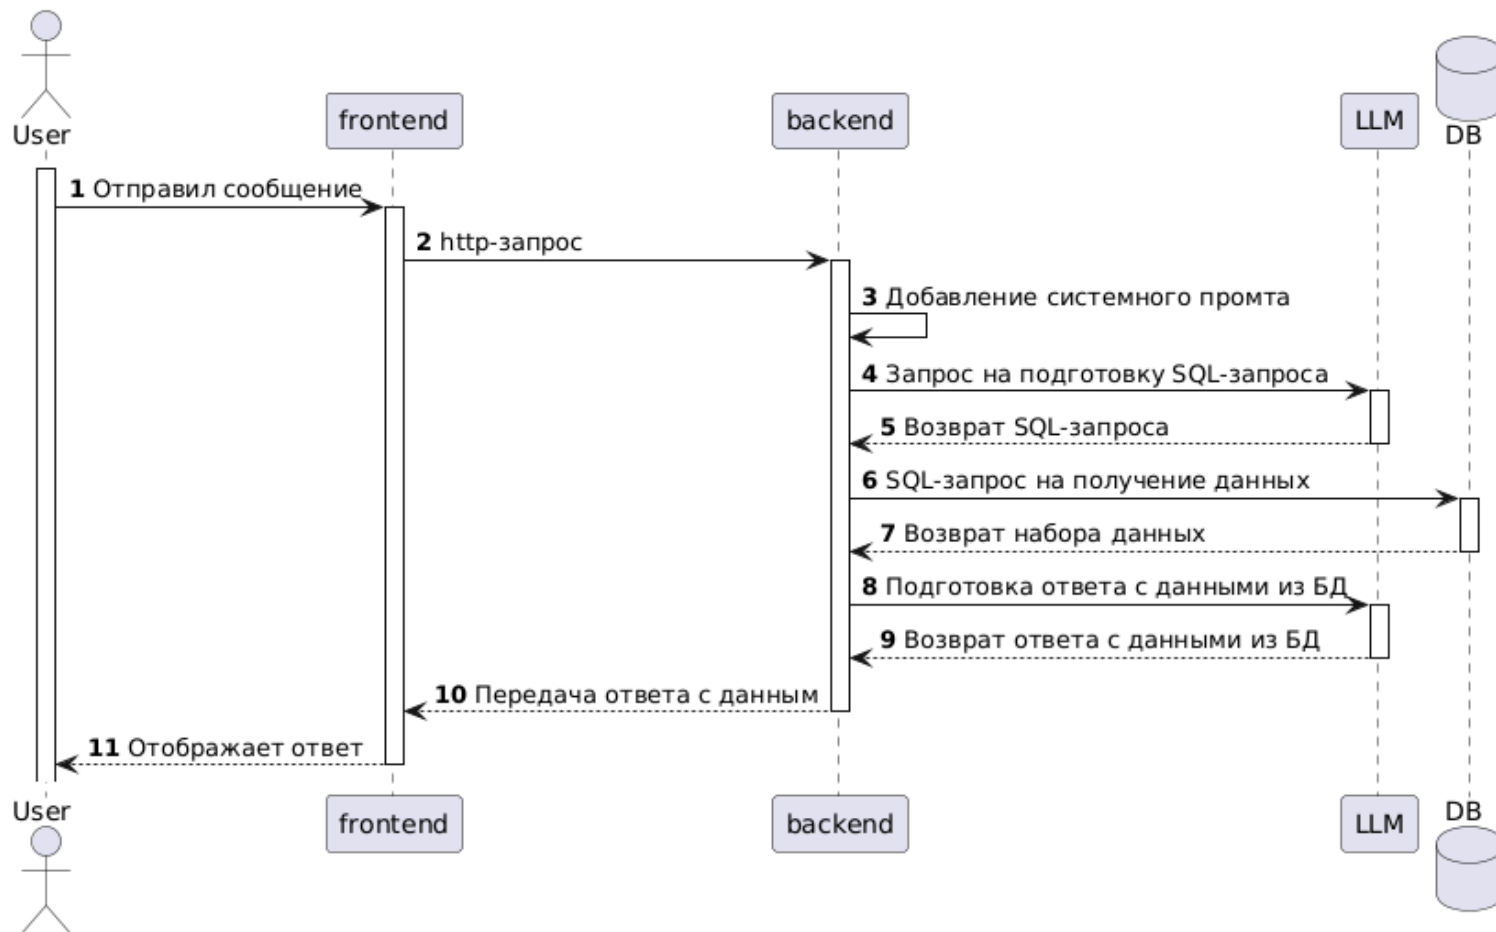 User
frontend
backend
LLM
DB
1 Отправил сообщение
2 http-запрос
3 Добавление системного промта
4 Запрос на подготовку SQL-запроса
5 Возврат SQL-запроса
6 SQL-запрос на получение данных
7 Возврат набора данных
8 Подготовка ответа с данными из БД
9 Возврат ответа с данными из БД
10 Передача ответа с данным
11 Отображает ответ
User
frontend
backend
LLM
DB